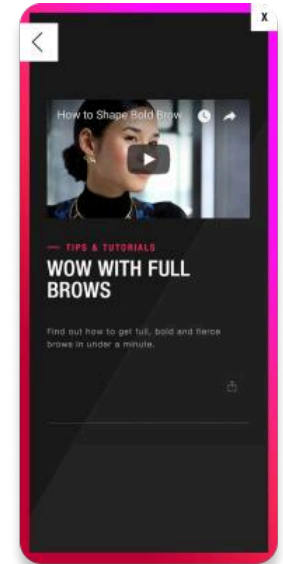 X
How to Shape Bold Brow
— TIPS & TUTORIALS
WOW WITH FULL
BROWS
Find out how to get full, bold and fierce
brows in under a minute.